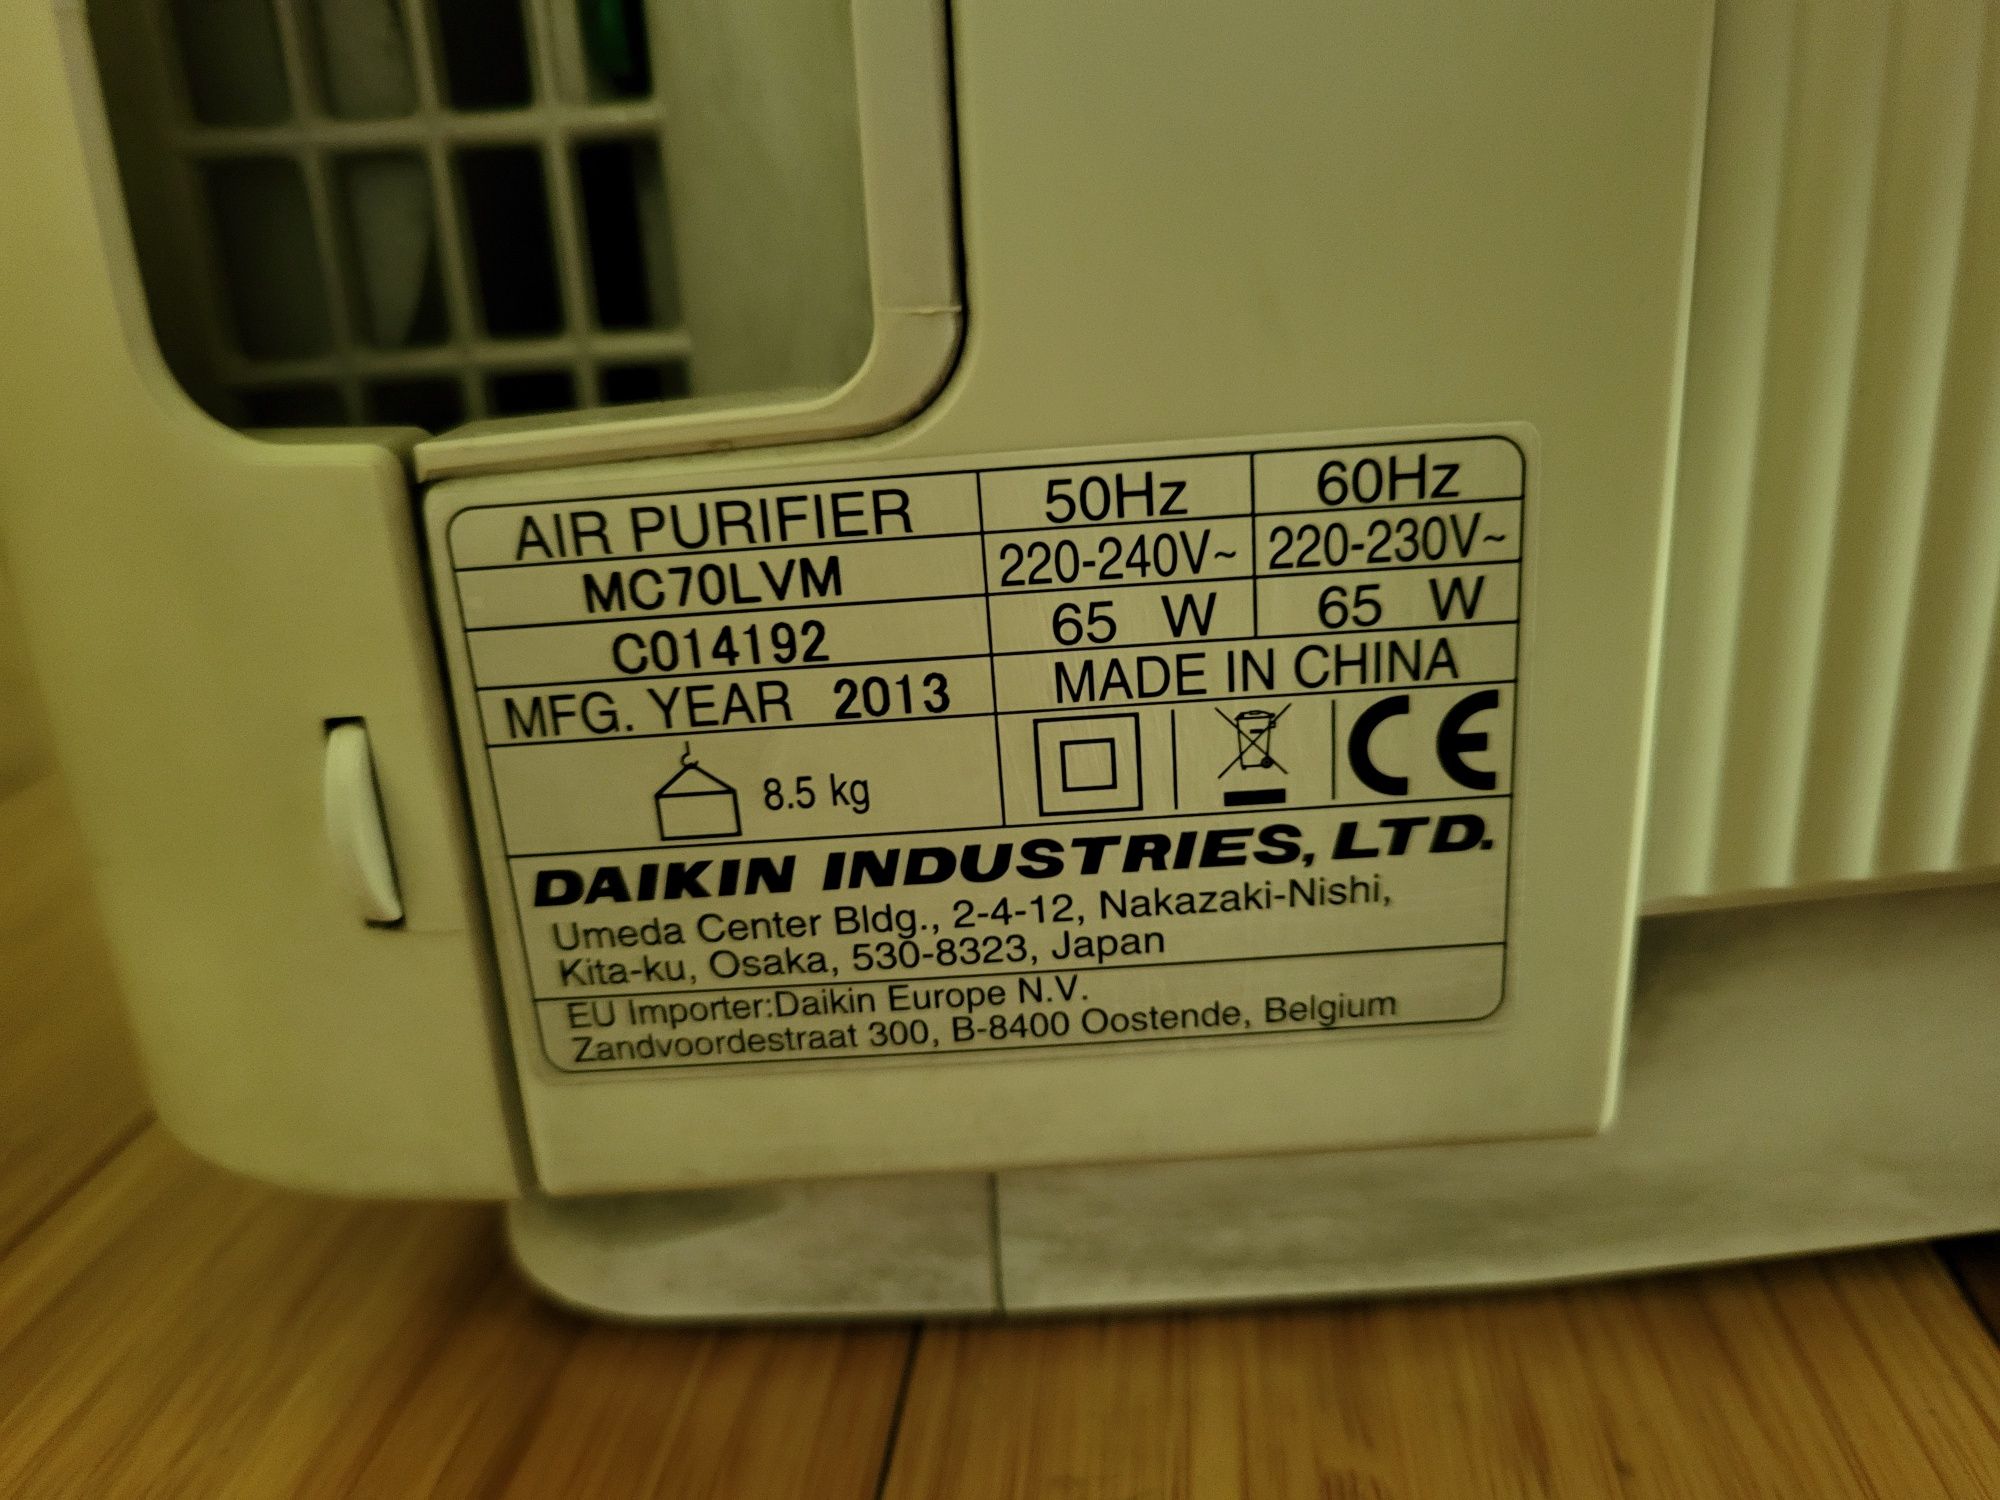 AIR PURIFIER 50Hz 60Hz
MC70LVM 220-240V~ 220-230V~
C014192 65 W 65 W
MFG. YEAR 2013 MADE IN CHINA
8.5 kg CE
DAIKIN INDUSTRIES, LTD.
Umeda Center Bldg., 2-4-12, Nakazaki-Nishi,
Kita-ku, Osaka, 530-8323, Japan
EU Importer:Daikin Europe N.V.
Zandvoordestraat 300, B-8400 Oostende, Belgium